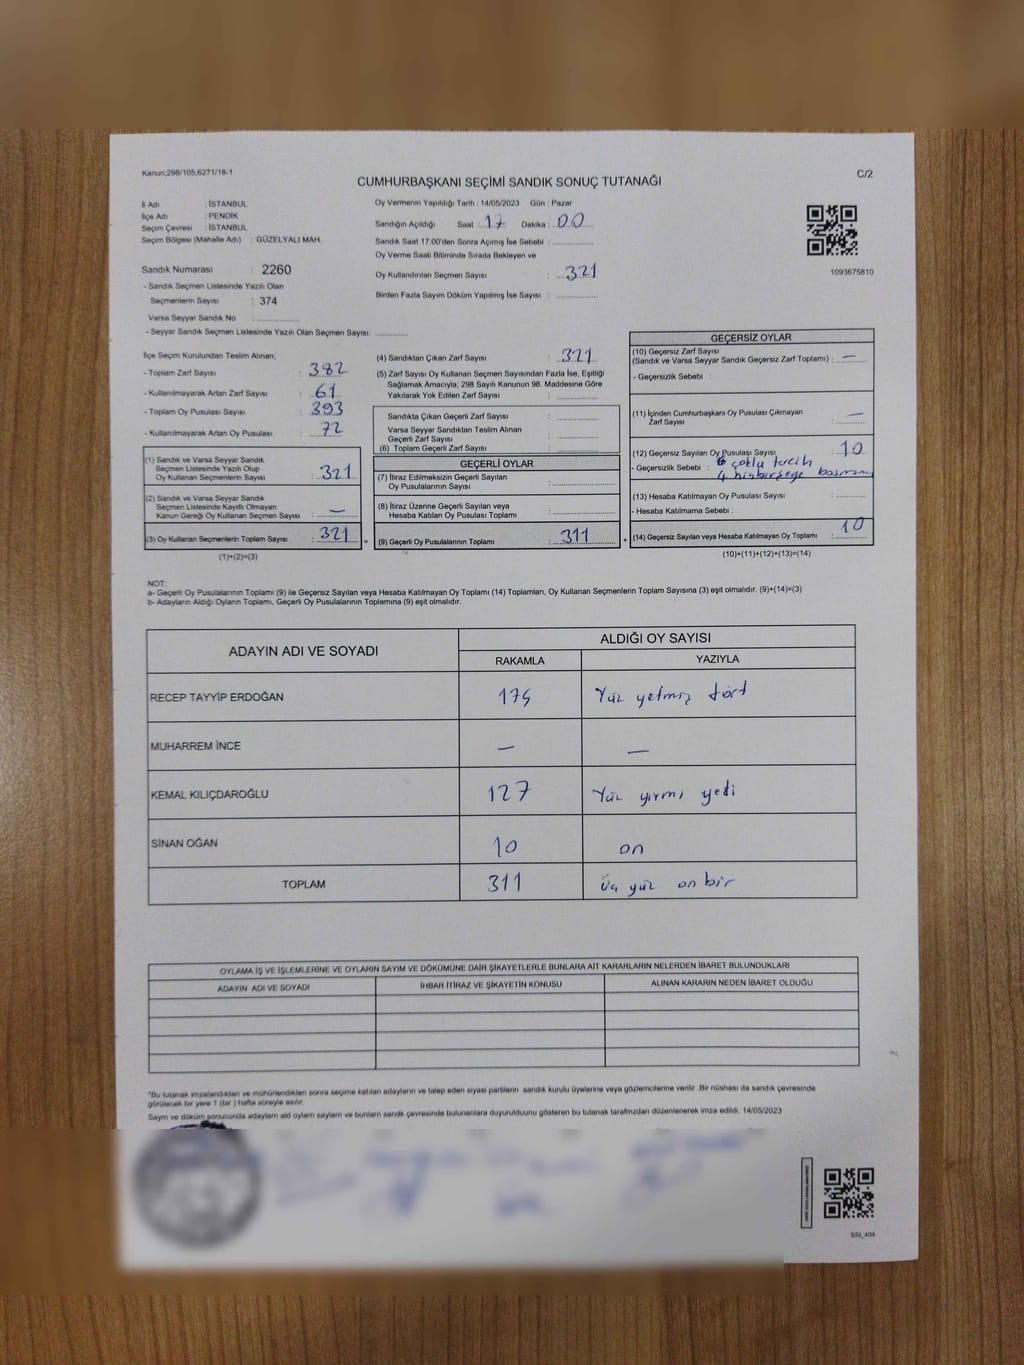 Kanun;298/105;6271/18-1
C/2
CUMHURBAŞKANI SEÇİMİ SANDIK SONUÇ TUTANAĞI
İl Adı : İSTANBUL
İlçe Adı : PENDİK
Seçim Çevresi : İSTANBUL
Seçim Bölgesi (Mahalle Adı) : GÜZELYALI MAH.
Sandık Numarası : 2260
- Sandık Seçmen Listesinde Yazılı Olan
Seçmenlerin Sayısı : 374
Varsa Seyyar Sandık No :
- Seyyar Sandık Seçmen Listesinde Yazılı Olan Seçmen Sayısı:
Oy Vermenin Yapıldığı Tarih : 14/05/2023 Gün : Pazar
Sandığın Açıldığı Saat : 17 Dakika : 00
Sandık Saat 17:00'den Sonra Açımış İse Sebebi :
Oy Verme Saati Bitiminde Sırada Bekleyen ve
Oy Kullandırılan Seçmen Sayısı : 321
Birden Fazla Sayım Döküm Yapılmış İse Sayısı :
1093675810
İlçe Seçim Kurulundan Teslim Alınan;
- Toplam Zarf Sayısı : 382
- Kullanılmayarak Artan Zarf Sayısı : 61
- Toplam Oy Pusulası Sayısı : 393
- Kullanılmayarak Artan Oy Pusulası : 72
(1) Sandık ve Varsa Seyyar Sandık
Seçmen Listesinde Yazılı Olup
Oy Kullanan Seçmenlerin Sayısı : 321
(2) Sandık ve Varsa Seyyar Sandık
Seçmen Listesinde Kayıtlı Olmayan
Kanun Gereği Oy Kullanan Seçmen Sayısı : —
(3) Oy Kullanan Seçmenlerin Toplam Sayısı : 321 =
(1)+(2)=(3)
(4) Sandıktan Çıkan Zarf Sayısı : 321
(5) Zarf Sayısı Oy Kullanan Seçmen Sayısından Fazla İse, Eşitliği
Sağlamak Amacıyla; 298 Sayılı Kanunun 98. Maddesine Göre
Yakılarak Yok Edilen Zarf Sayısı :
Sandıkta Çıkan Geçerli Zarf Sayısı :
Varsa Seyyar Sandıktan Teslim Alınan
Geçerli Zarf Sayısı :
(6) Toplam Geçerli Zarf Sayısı :
GEÇERLİ OYLAR
(7) İtiraz Edilmeksizin Geçerli Sayılan
Oy Pusulalarının Sayısı :
(8) İtiraz Üzerine Geçerli Sayılan veya
Hesaba Katılan Oy Pusulası Toplamı :
(9) Geçerli Oy Pusulalarının Toplamı : 311 +
GEÇERSİZ OYLAR
(10) Geçersiz Zarf Sayısı
(Sandık ve Varsa Seyyar Sandık Geçersiz Zarf Toplamı) : —
- Geçersizlik Sebebi :
(11) İçinden Cumhurbaşkanı Oy Pusulası Çıkmayan
Zarf Sayısı : —
(12) Geçersiz Sayılan Oy Pusulası Sayısı : 10
- Geçersizlik Sebebi : 6 çoklu tercih
4 hiçbirşeye basmamı
(13) Hesaba Katılmayan Oy Pusulası Sayısı :
- Hesaba Katılmama Sebebi :
(14) Geçersiz Sayılan veya Hesaba Katılmayan Oy Toplamı : 10
(10)+(11)+(12)+(13)=(14)
NOT:
a- Geçerli Oy Pusulalarının Toplamı (9) ile Geçersiz Sayılan veya Hesaba Katılmayan Oy Toplamı (14) Toplamları, Oy Kullanan Seçmenlerin Toplam Sayısına (3) eşit olmalıdır. (9)+(14)=(3)
b- Adayların Aldığı Oyların Toplamı, Geçerli Oy Pusulalarının Toplamına (9) eşit olmalıdır.
ADAYIN ADI VE SOYADI ALDIĞI OY SAYISI
RAKAMLA YAZIYLA
RECEP TAYYİP ERDOĞAN 174 Yüz yetmiş dört
MUHARREM İNCE — —
KEMAL KILIÇDAROĞLU 127 Yüz yirmi yedi
SİNAN OĞAN 10 on
TOPLAM 311 üç yüz on bir
OYLAMA İŞ VE İŞLEMLERİNE VE OYLARIN SAYIM VE DÖKÜMÜNE DAİR ŞİKAYETLERLE BUNLARA AİT KARARLARIN NELERDEN İBARET BULUNDUKLARI
ADAYIN ADI VE SOYADI İHBAR İTİRAZ VE ŞİKAYETİN KONUSU ALINAN KARARIN NEDEN İBARET OLDUĞU
*Bu tutanak imzalandıktan ve mühürlendikten sonra seçime katılan adayların ve talep eden siyasi partilerin sandık kurulu üyelerine veya gözlemcilerine verilir .Bir nüshası da sandık çevresinde
görülecek bir yere 1 (bir ) hafta süreyle asılır.
Sayım ve döküm sonucunda adayların ald oyların sayların ve bunların sandık çevresinde bulunanlara duyurulduunu gösteren bu tutanak tarafımızdan düzenlenerek imza edildi. 14/05/2023
SSI_404